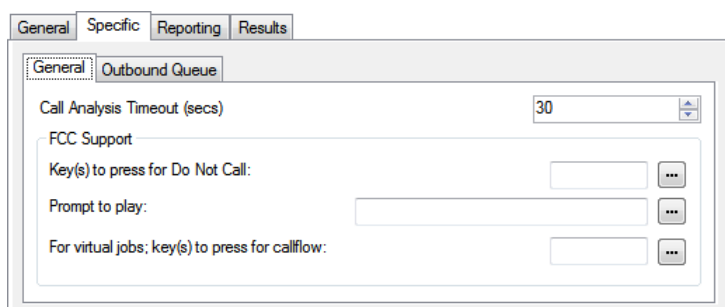 General Specific Reporting Results
General Outbound Queue
Call Analysis Timeout (secs) 30
FCC Support
Key(s) to press for Do Not Call: ...
Prompt to play: ...
For virtual jobs; key(s) to press for callflow: ...